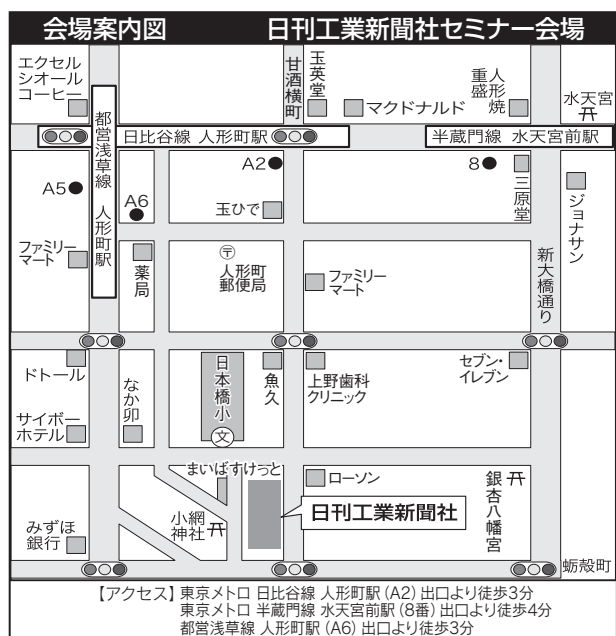 会場案内図
日刊工業新聞社セミナー会場
エクセル
シオール
コーヒー
甘酒横町
玉英堂
マクドナルド
人形焼
重盛
水天宮
都営浅草線 人形町駅
日比谷線 人形町駅
半蔵門線 水天宮前駅
A5
A6
A2
8
三原堂
ジョナサン
玉ひで
ファミリー
マート
薬局
〒
人形町
郵便局
ファミリー
マート
新大橋通り
ドトール
なか卯
日本橋小
文
魚久
上野歯科
クリニック
セブン・
イレブン
サイボー
ホテル
まいばすけっと
ローソン
銀杏八幡宮
日刊工業新聞社
みずほ
銀行
小網
神社
蛎殻町
【アクセス】東京メトロ 日比谷線 人形町駅(A2)出口より徒歩3分
東京メトロ 半蔵門線 水天宮前駅(8番)出口より徒歩4分
都営浅草線 人形町駅(A6)出口より徒歩3分